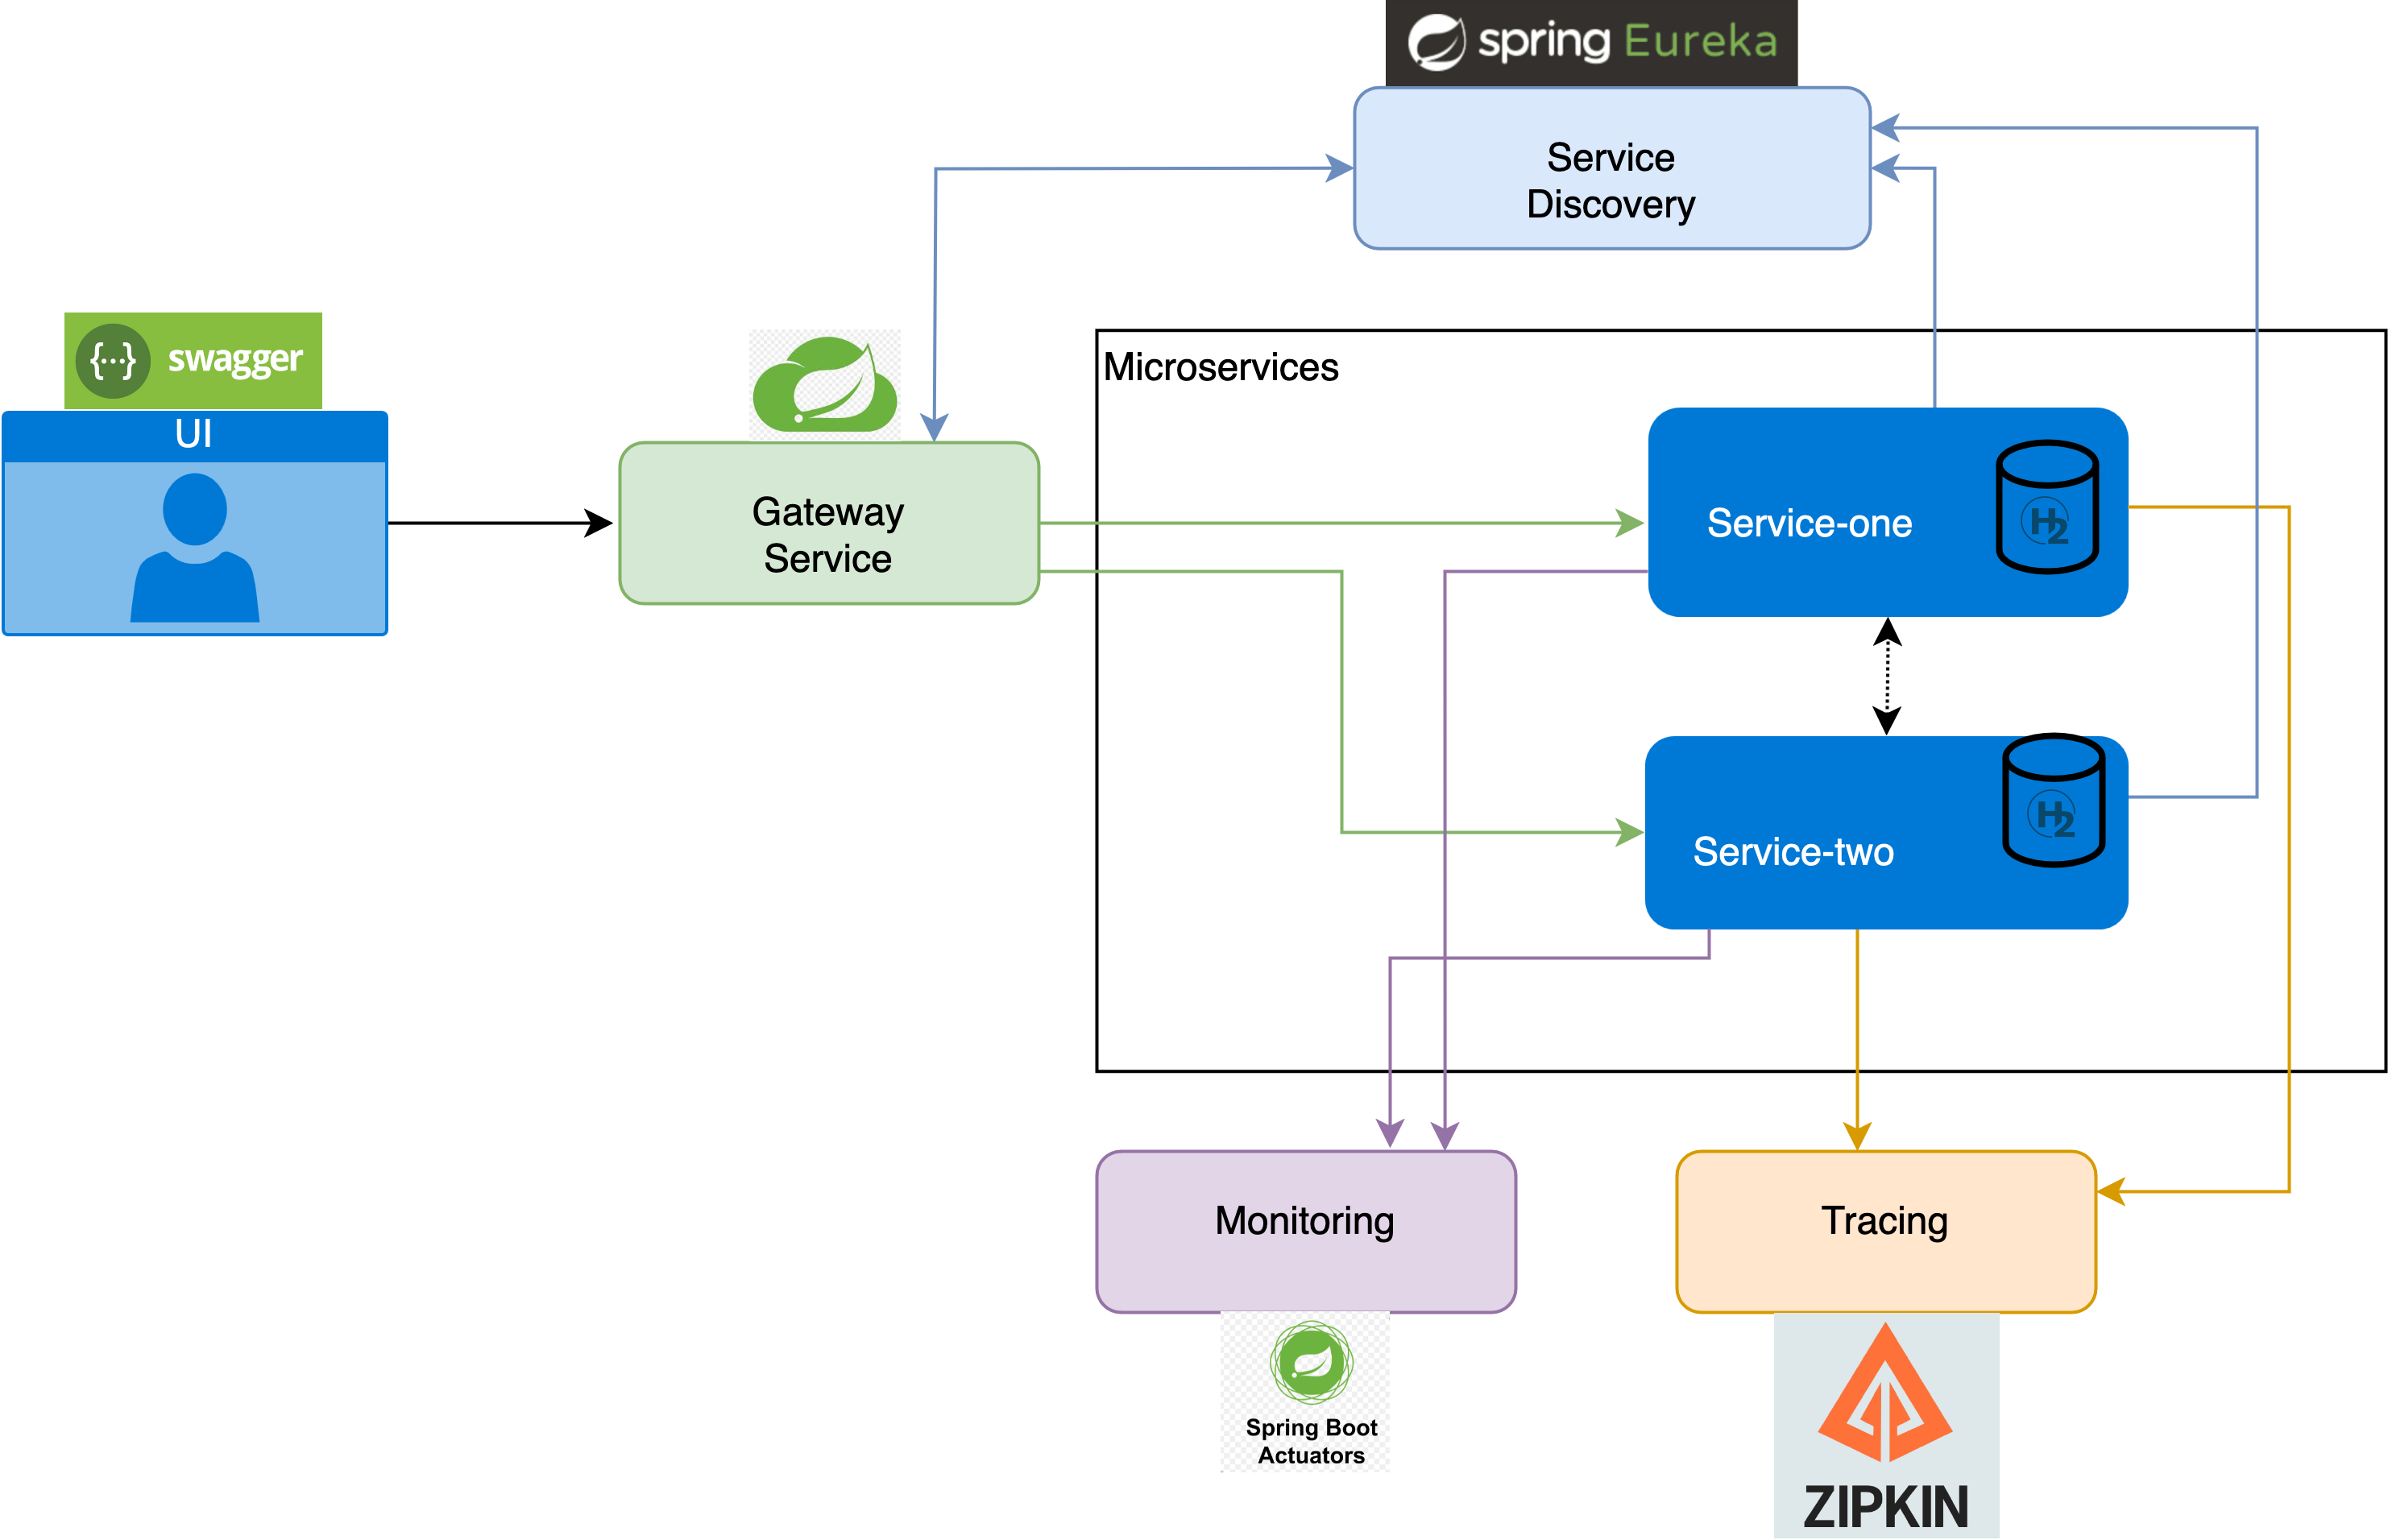 spring Eureka
Service
Discovery
{···} swagger
UI
Microservices
Gateway
Service
Service-one
H2
Service-two
H2
Monitoring
Tracing
Spring Boot
Actuators
ZIPKIN